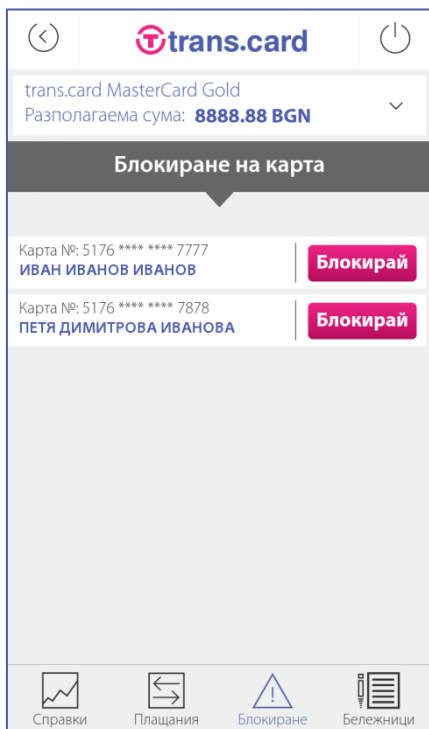 trans.card
trans.card MasterCard Gold
Разполагаема сума: 8888.88 BGN
Блокиране на карта
Карта №: 5176 **** **** 7777
ИВАН ИВАНОВ ИВАНОВ
Блокирай
Карта №: 5176 **** **** 7878
ПЕТЯ ДИМИТРОВА ИВАНОВА
Блокирай
Справки Плащания Блокиране Бележници